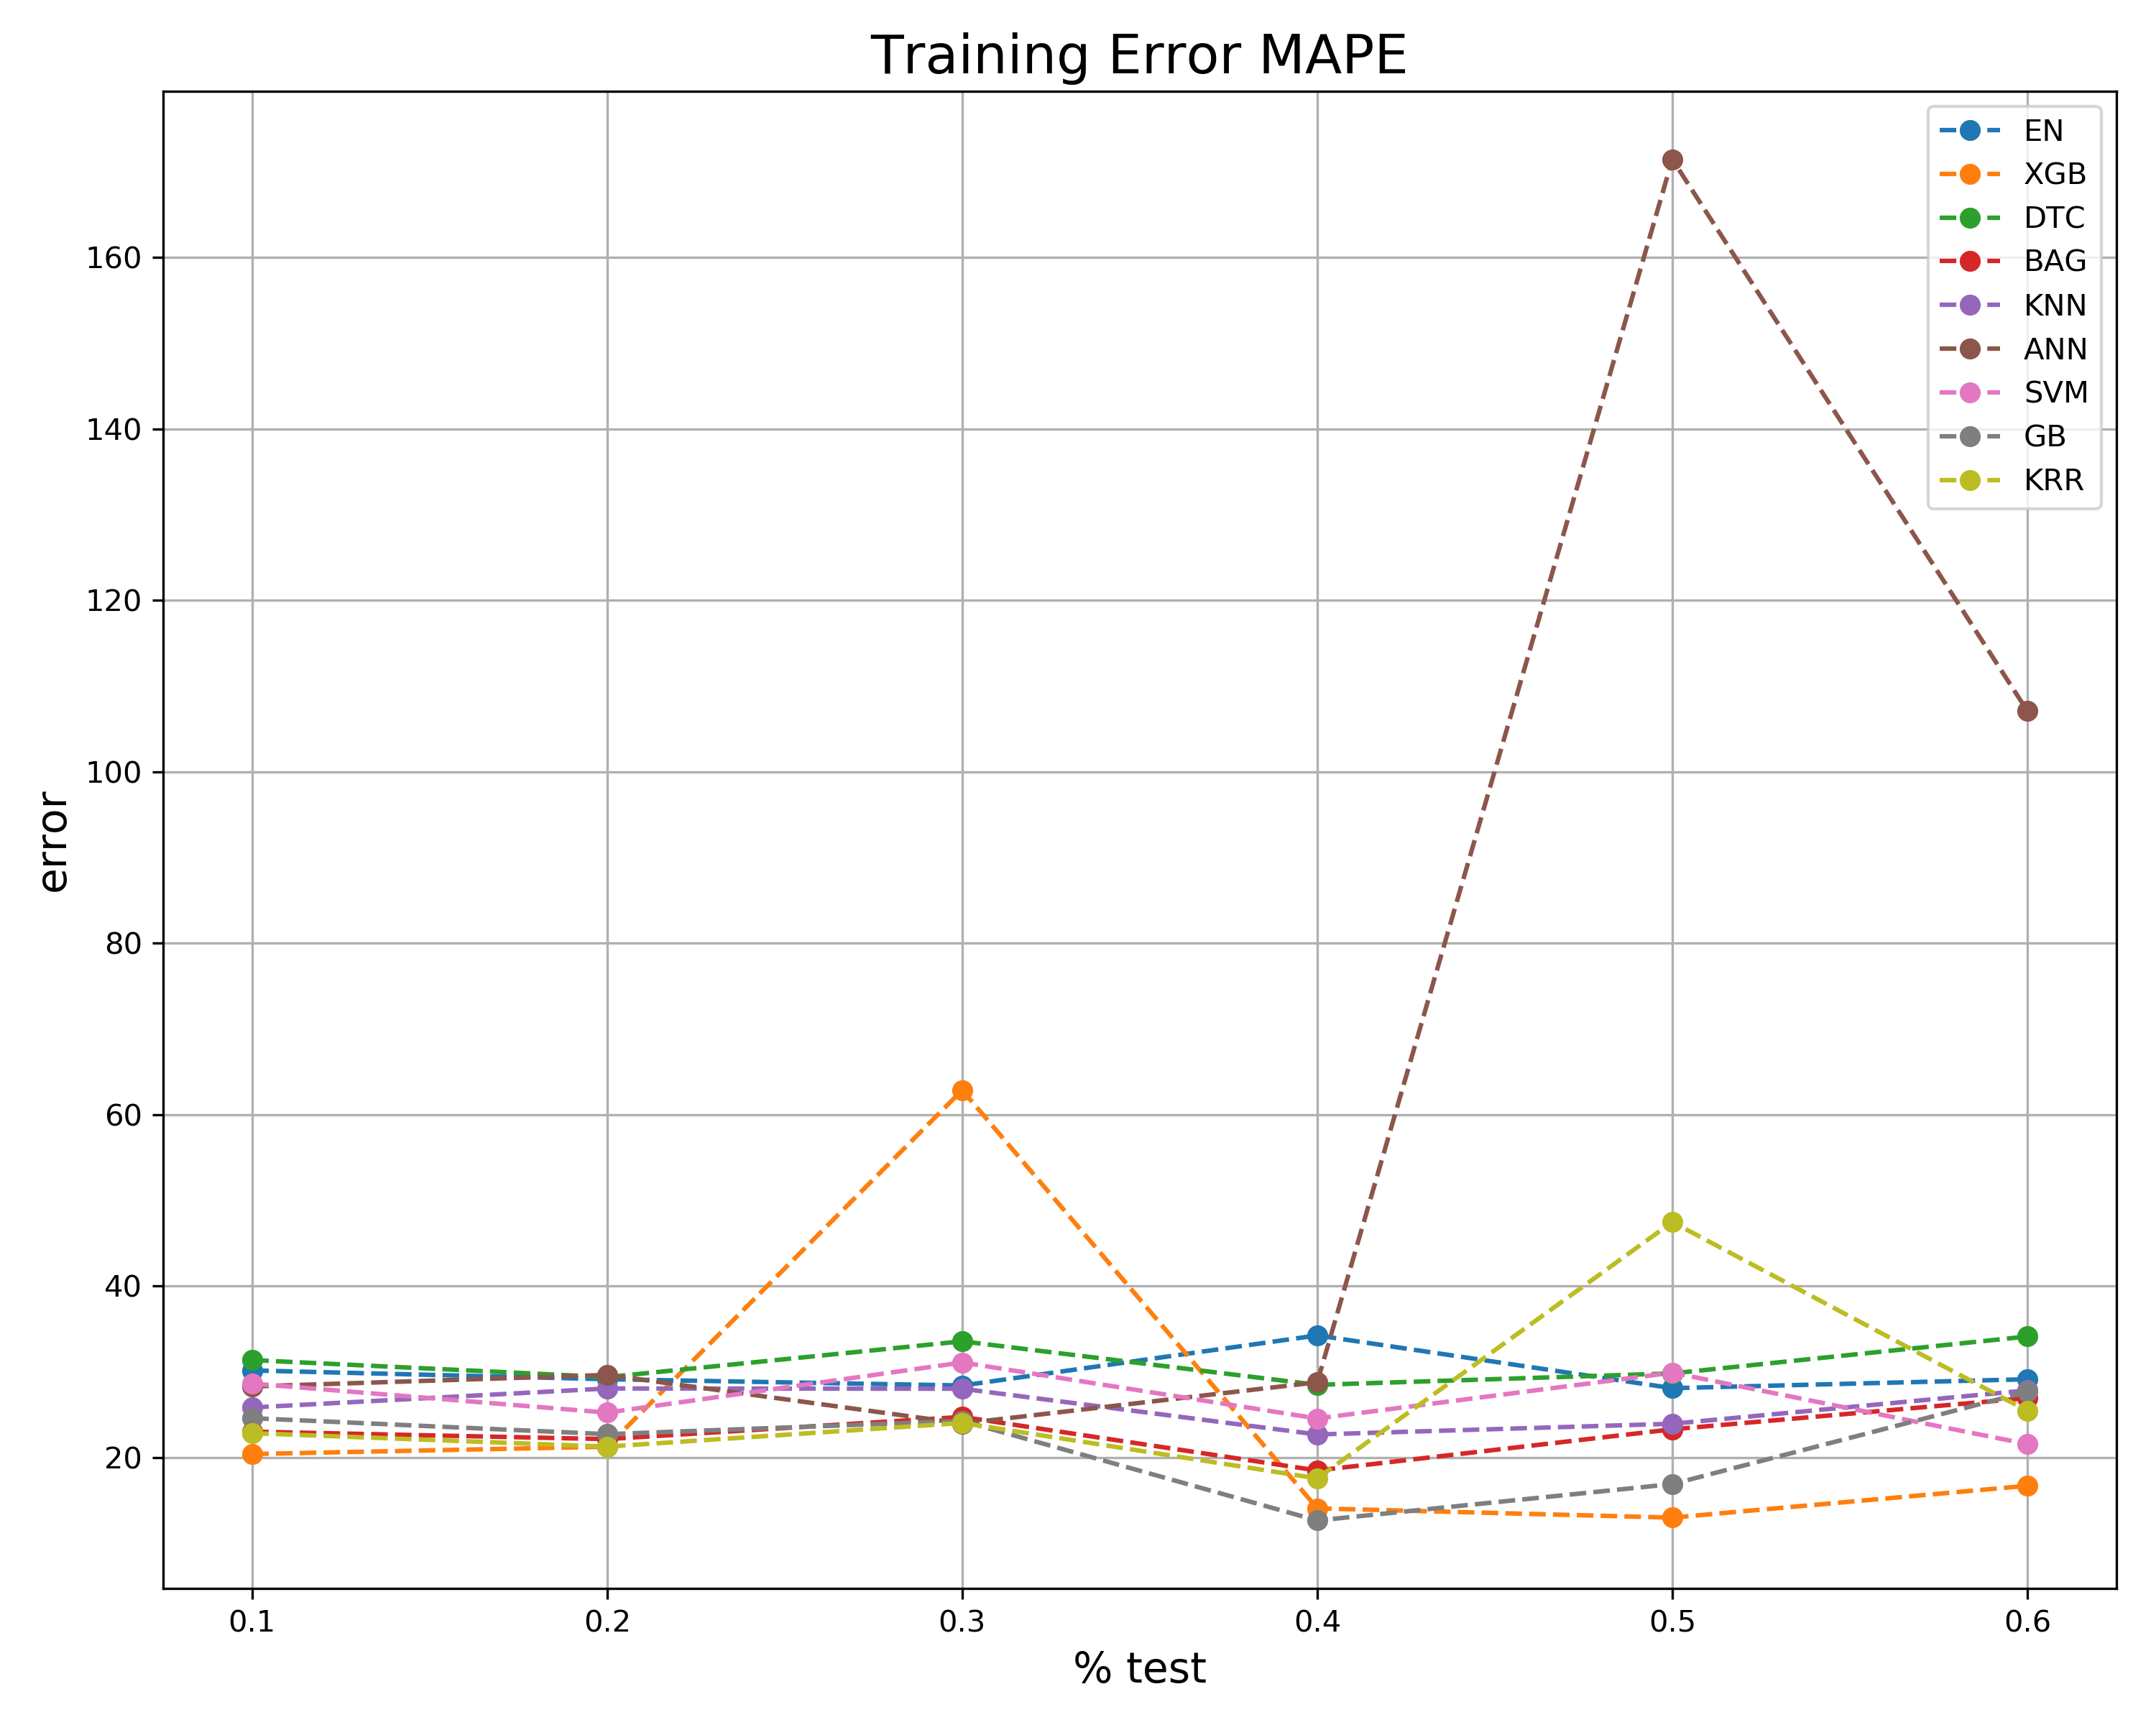 Training Error MAPE
error
160
140
120
100
80
60
40
20
0.1 0.2 0.3 0.4 0.5 0.6
% test
EN
XGB
DTC
BAG
KNN
ANN
SVM
GB
KRR